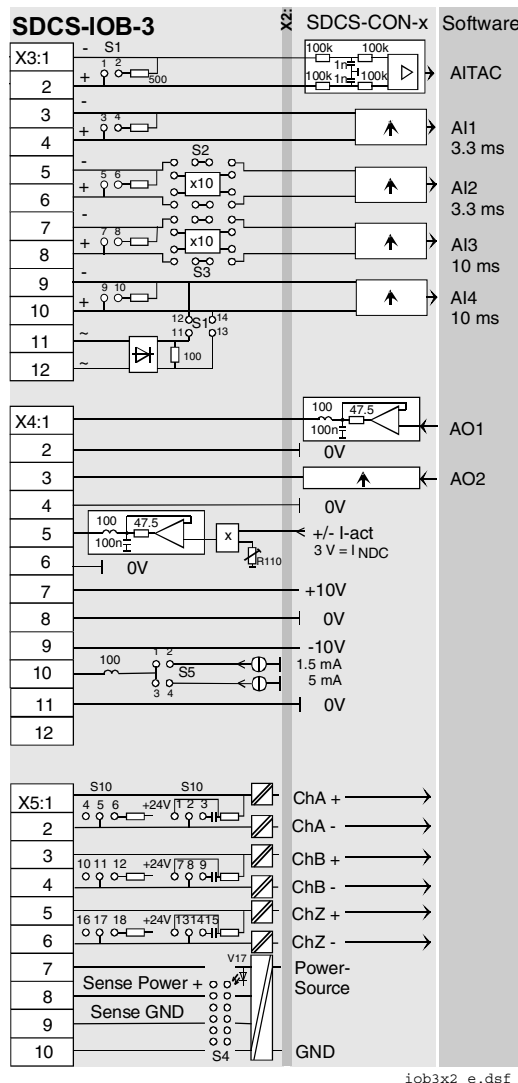 SDCS-IOB-3 X2: SDCS-CON-x Software
X3:1 - S1 100k 100k
1 2 1n AITAC
2 + 500 100k 1n 100k
3 -
3 4 AI1
4 + 3.3 ms
5 - S2
5 6 x10 AI2
6 + 3.3 ms
7 -
7 8 x10 AI3
8 + 10 ms
9 - S3
9 10 AI4
10 + 10 ms
12 S1 14
11 ~ 11 13
100
12 ~
X4:1 100 47.5
100n AO1
2 0V
3 AO2
4 0V
5 100 47.5 x +/- I-act
100n 3 V = I NDC
6 0V R110
7 +10V
8 0V
9 -10V
10 100 1 2 S5 1.5 mA
3 4 5 mA
11 0V
12
S10 S10
X5:1 4 5 6 +24V 1 2 3 ChA +
2 ChA -
3 10 11 12 +24V 7 8 9 ChB +
4 ChB -
5 16 17 18 +24V 13 14 15 ChZ +
6 ChZ -
7 V17 Power-
8 Sense Power + Source
9 Sense GND
10 S4 GND
iob3x2_e.dsf